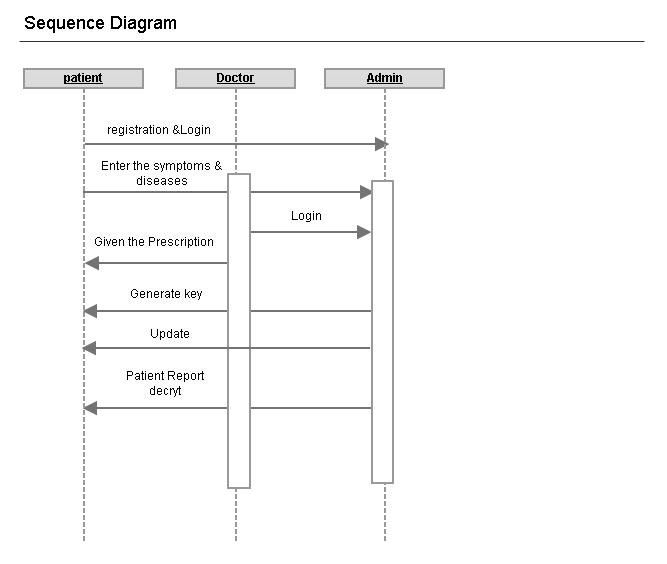 Sequence Diagram
patient
Doctor
Admin
registration &Login
Enter the symptoms &
diseases
Login
Given the Prescription
Generate key
Update
Patient Report
decryt